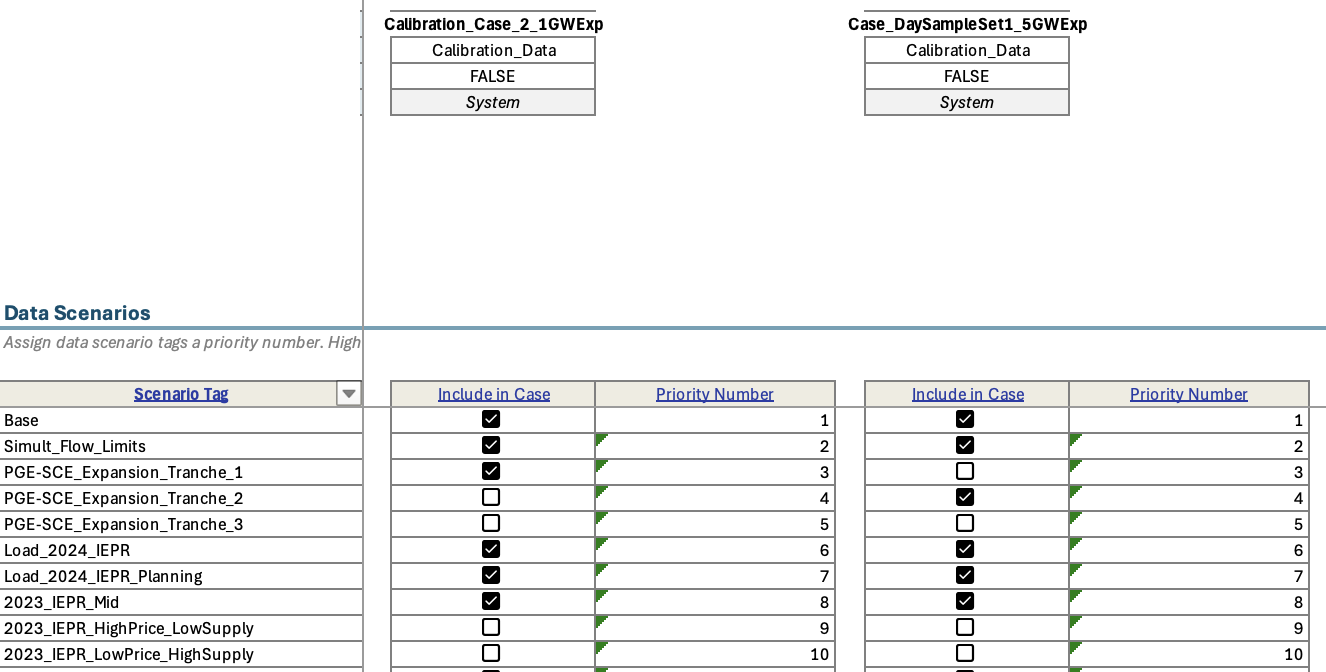 Calibration_Case_2_1GWExp Case_DaySampleSet1_5GWExp
Calibration_Data Calibration_Data
FALSE FALSE
System System
Data Scenarios
Assign data scenario tags a priority number. High
Scenario Tag Include in Case Priority Number Include in Case Priority Number
Base 1 1
Simult_Flow_Limits 2 2
PGE-SCE_Expansion_Tranche_1 3 3
PGE-SCE_Expansion_Tranche_2 4 4
PGE-SCE_Expansion_Tranche_3 5 5
Load_2024_IEPR 6 6
Load_2024_IEPR_Planning 7 7
2023_IEPR_Mid 8 8
2023_IEPR_HighPrice_LowSupply 9 9
2023_IEPR_LowPrice_HighSupply 10 10